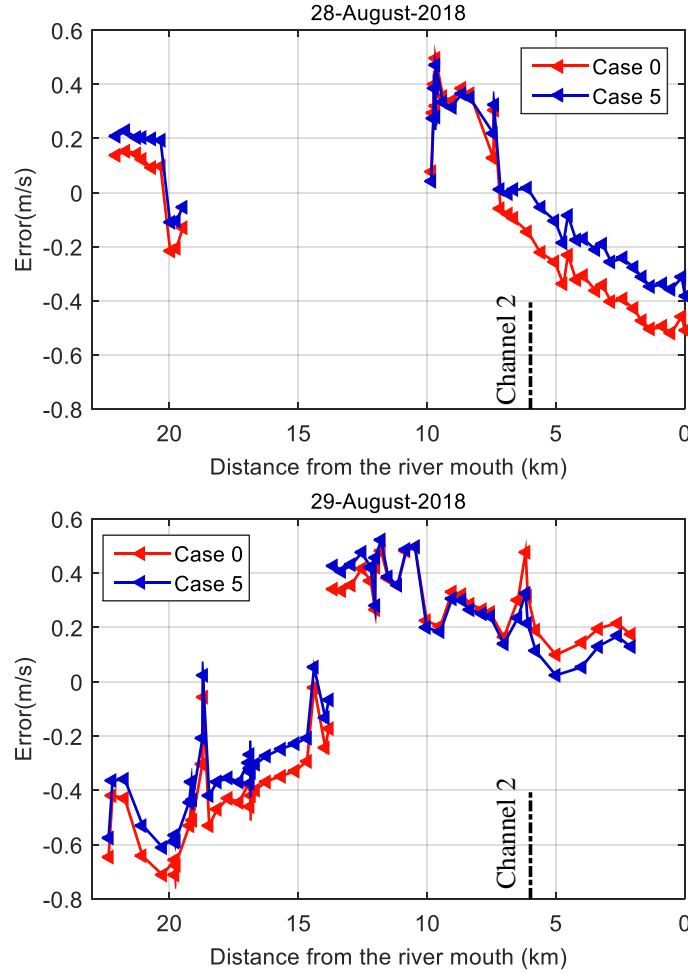 28-August-2018
0.6
0.4
0.2
0
-0.2
-0.4
-0.6
-0.8
Error(m/s)
Case 0
Case 5
Channel 2
20
15
10
5
0
Distance from the river mouth (km)
29-August-2018
0.6
0.4
0.2
0
-0.2
-0.4
-0.6
-0.8
Error(m/s)
Case 0
Case 5
Channel 2
20
15
10
5
0
Distance from the river mouth (km)